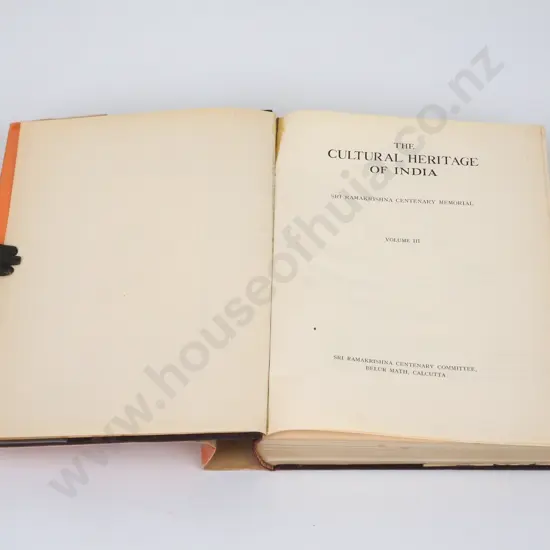 THE
CULTURAL HERITAGE
OF INDIA
SRI RAMAKRISHNA CENTENARY MEMORIAL
VOLUME III
SRI RAMAKRISHNA CENTENARY COMMITTEE,
BELUR MATH, CALCUTTA
www.houseofhuia.co.nz